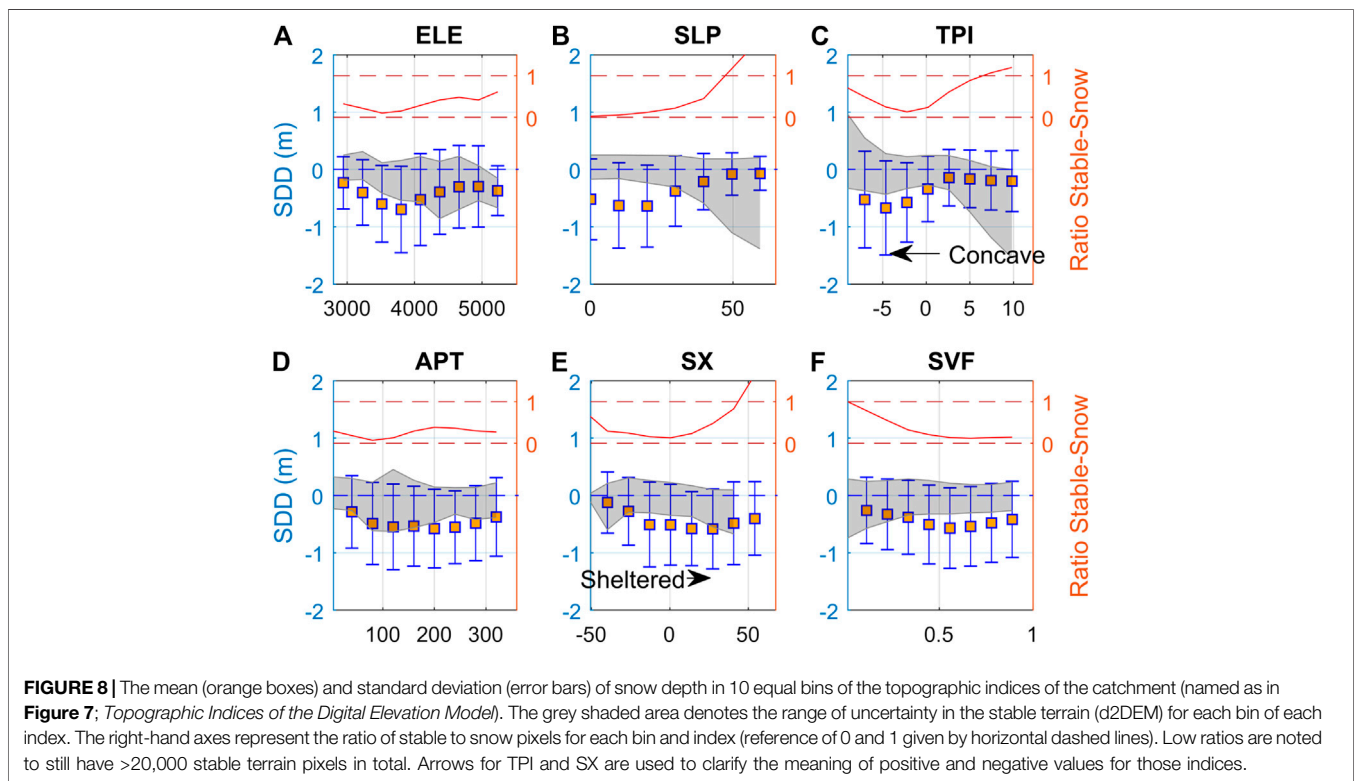 A ELE
B SLP
C TPI
2
1
0
-1
-2
SDD (m)
3000 4000 5000
1
0
2
1
0
-1
-2
0 50
1
0
2
1
0
-1
-2
Concave
-5 0 5 10
1
0
Ratio Stable-Snow
D APT
E SX
F SVF
2
1
0
-1
-2
SDD (m)
100 200 300
1
0
2
1
0
-1
-2
Sheltered
-50 0 50
1
0
2
1
0
-1
-2
0.5 1
1
0
Ratio Stable-Snow
FIGURE 8 | The mean (orange boxes) and standard deviation (error bars) of snow depth in 10 equal bins of the topographic indices of the catchment (named as in
Figure 7; Topographic Indices of the Digital Elevation Model). The grey shaded area denotes the range of uncertainty in the stable terrain (d2DEM) for each bin of each
index. The right-hand axes represent the ratio of stable to snow pixels for each bin and index (reference of 0 and 1 given by horizontal dashed lines). Low ratios are noted
to still have >20,000 stable terrain pixels in total. Arrows for TPI and SX are used to clarify the meaning of positive and negative values for those indices.